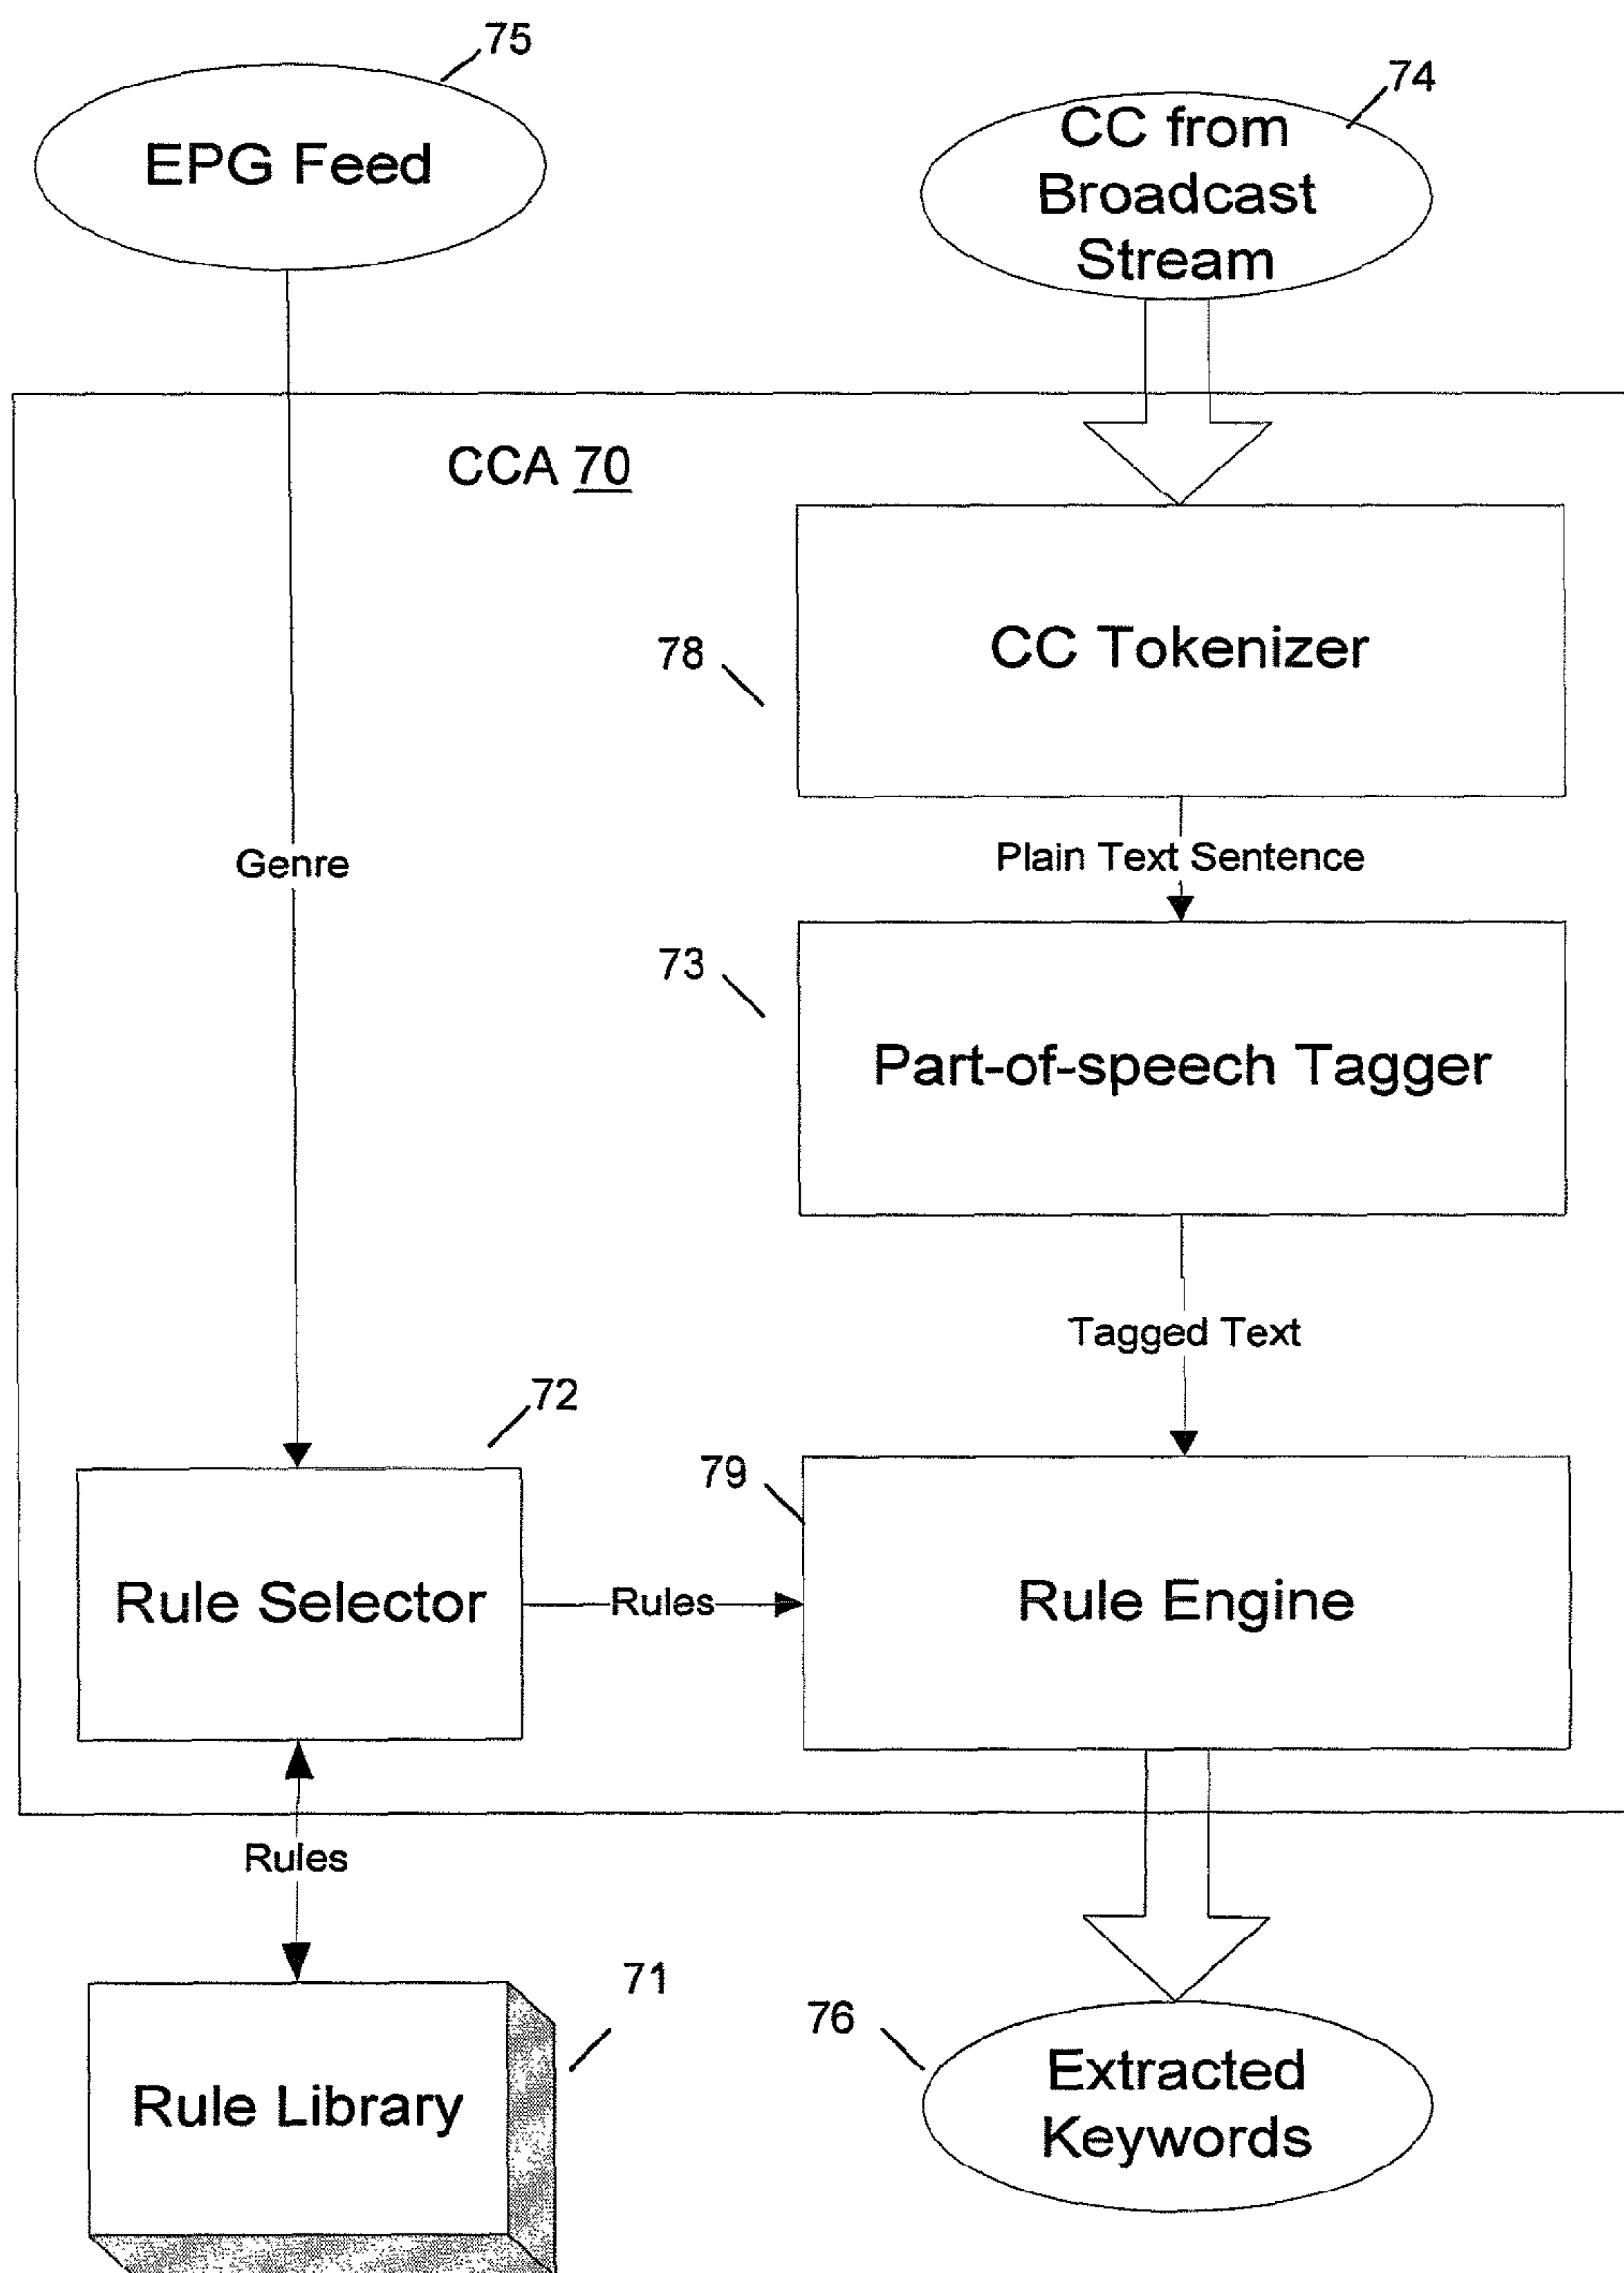 75
EPG Feed
74
CC from
Broadcast
Stream
CCA 70
78
CC Tokenizer
Genre
Plain Text Sentence
73
Part-of-speech Tagger
Tagged Text
72
79
Rule Selector
Rules
Rule Engine
Rules
71
Rule Library
76
Extracted
Keywords